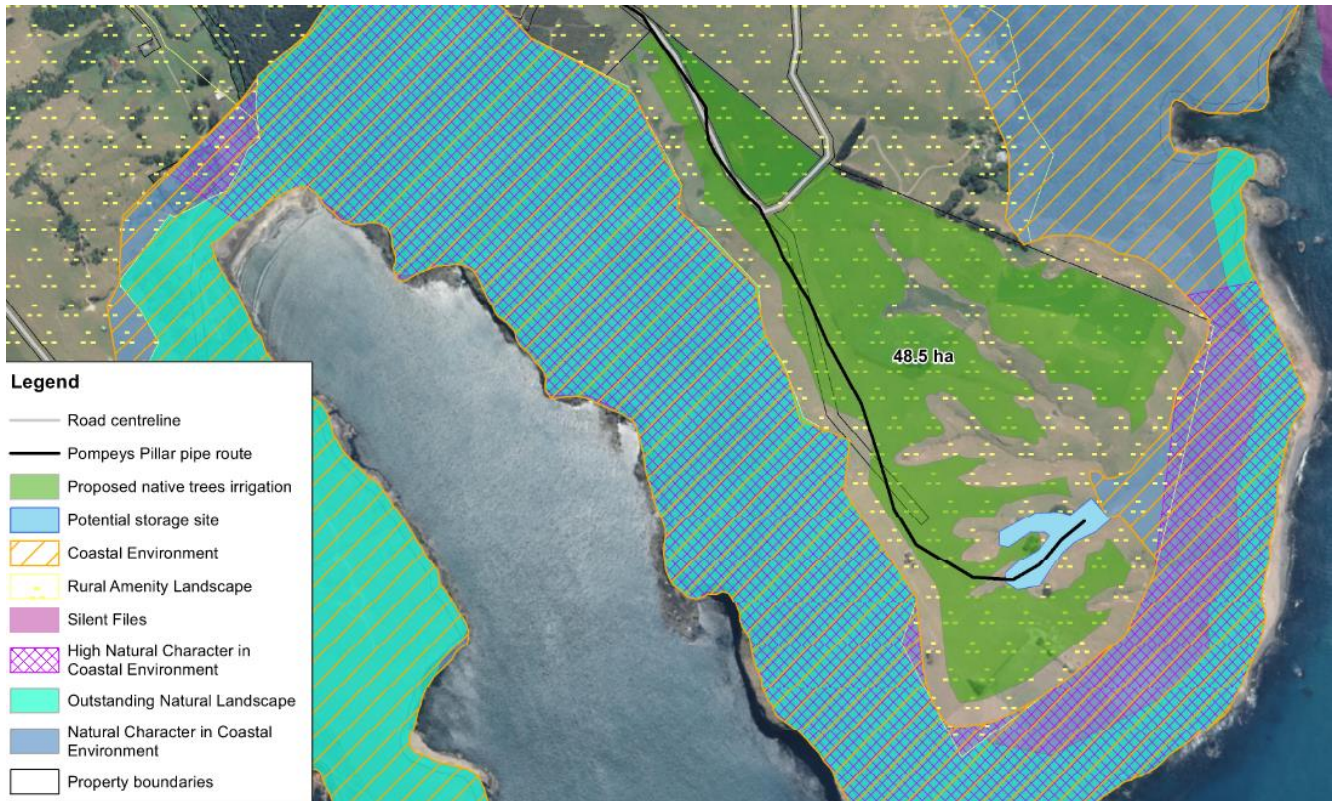 48.5 ha
Legend
Road centreline
Pompeys Pillar pipe route
Proposed native trees irrigation
Potential storage site
Coastal Environment
Rural Amenity Landscape
Silent Files
High Natural Character in
Coastal Environment
Outstanding Natural Landscape
Natural Character in Coastal
Environment
Property boundaries